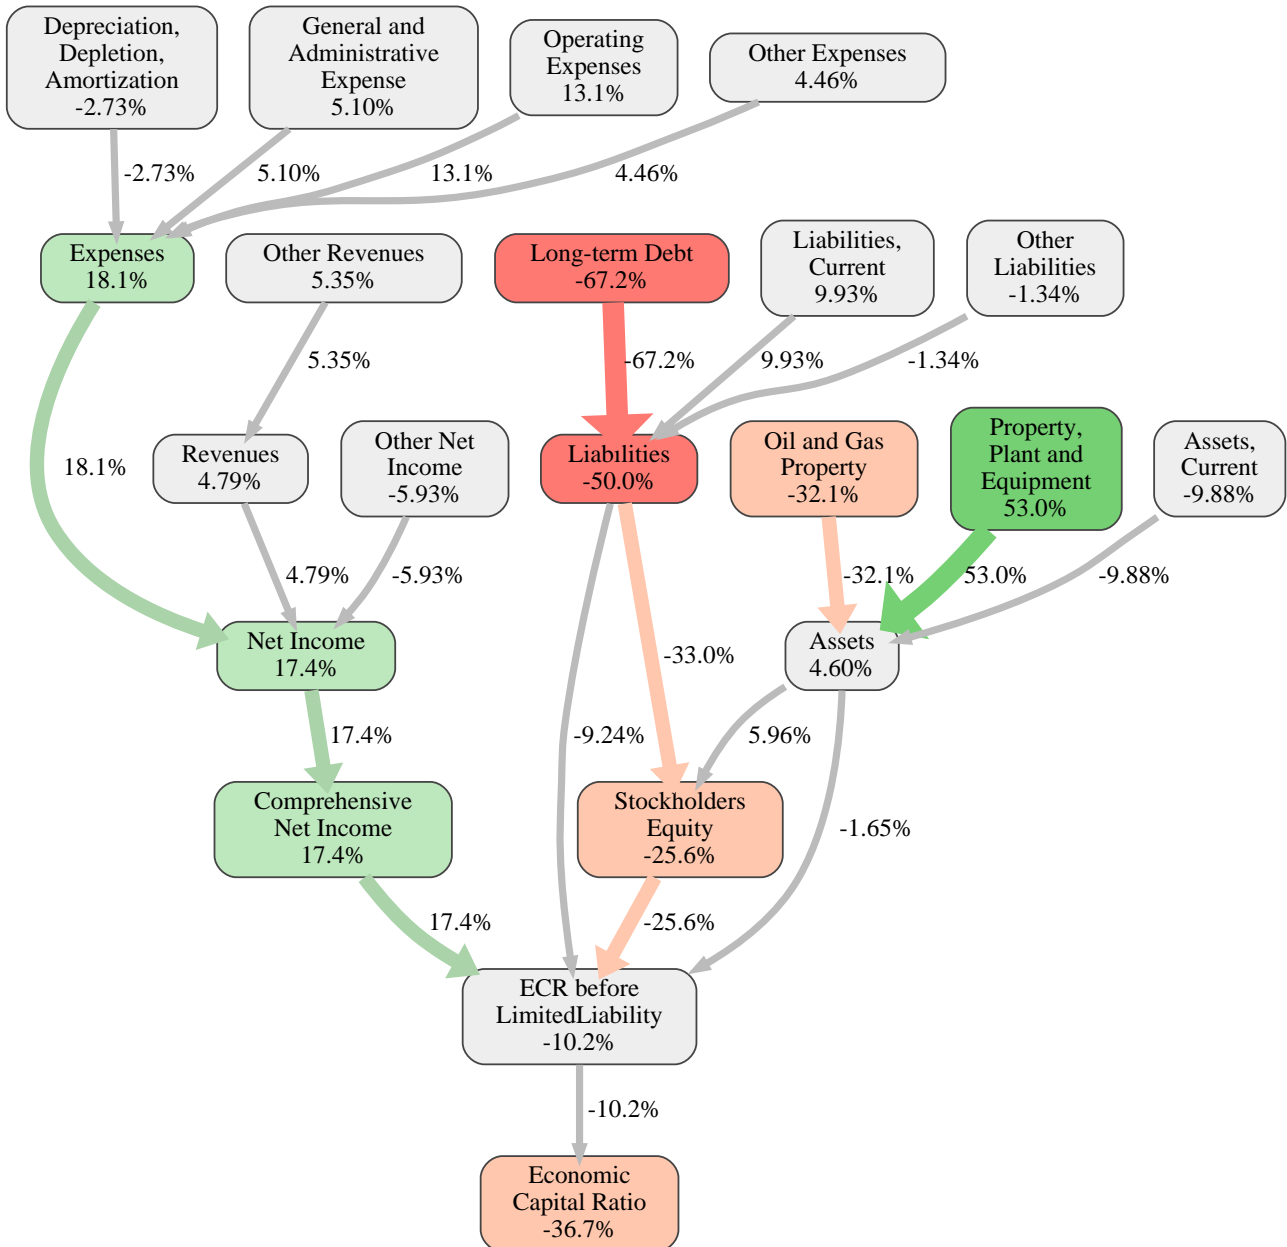 Depreciation,
Depletion,
Amortization
-2.73%
General and
Administrative
Expense
5.10%
Operating
Expenses
13.1%
Other Expenses
4.46%
-2.73%
5.10%
13.1%
4.46%
Expenses
18.1%
Other Revenues
5.35%
Long-term Debt
-67.2%
Liabilities,
Current
9.93%
Other
Liabilities
-1.34%
5.35%
-67.2%
9.93%
-1.34%
18.1%
Revenues
4.79%
Other Net
Income
-5.93%
Liabilities
-50.0%
Oil and Gas
Property
-32.1%
Property,
Plant and
Equipment
53.0%
Assets,
Current
-9.88%
4.79%
-5.93%
-32.1%
53.0%
-9.88%
Net Income
17.4%
-33.0%
Assets
4.60%
17.4%
-9.24%
5.96%
Comprehensive
Net Income
17.4%
Stockholders
Equity
-25.6%
-1.65%
17.4%
-25.6%
ECR before
LimitedLiability
-10.2%
-10.2%
Economic
Capital Ratio
-36.7%